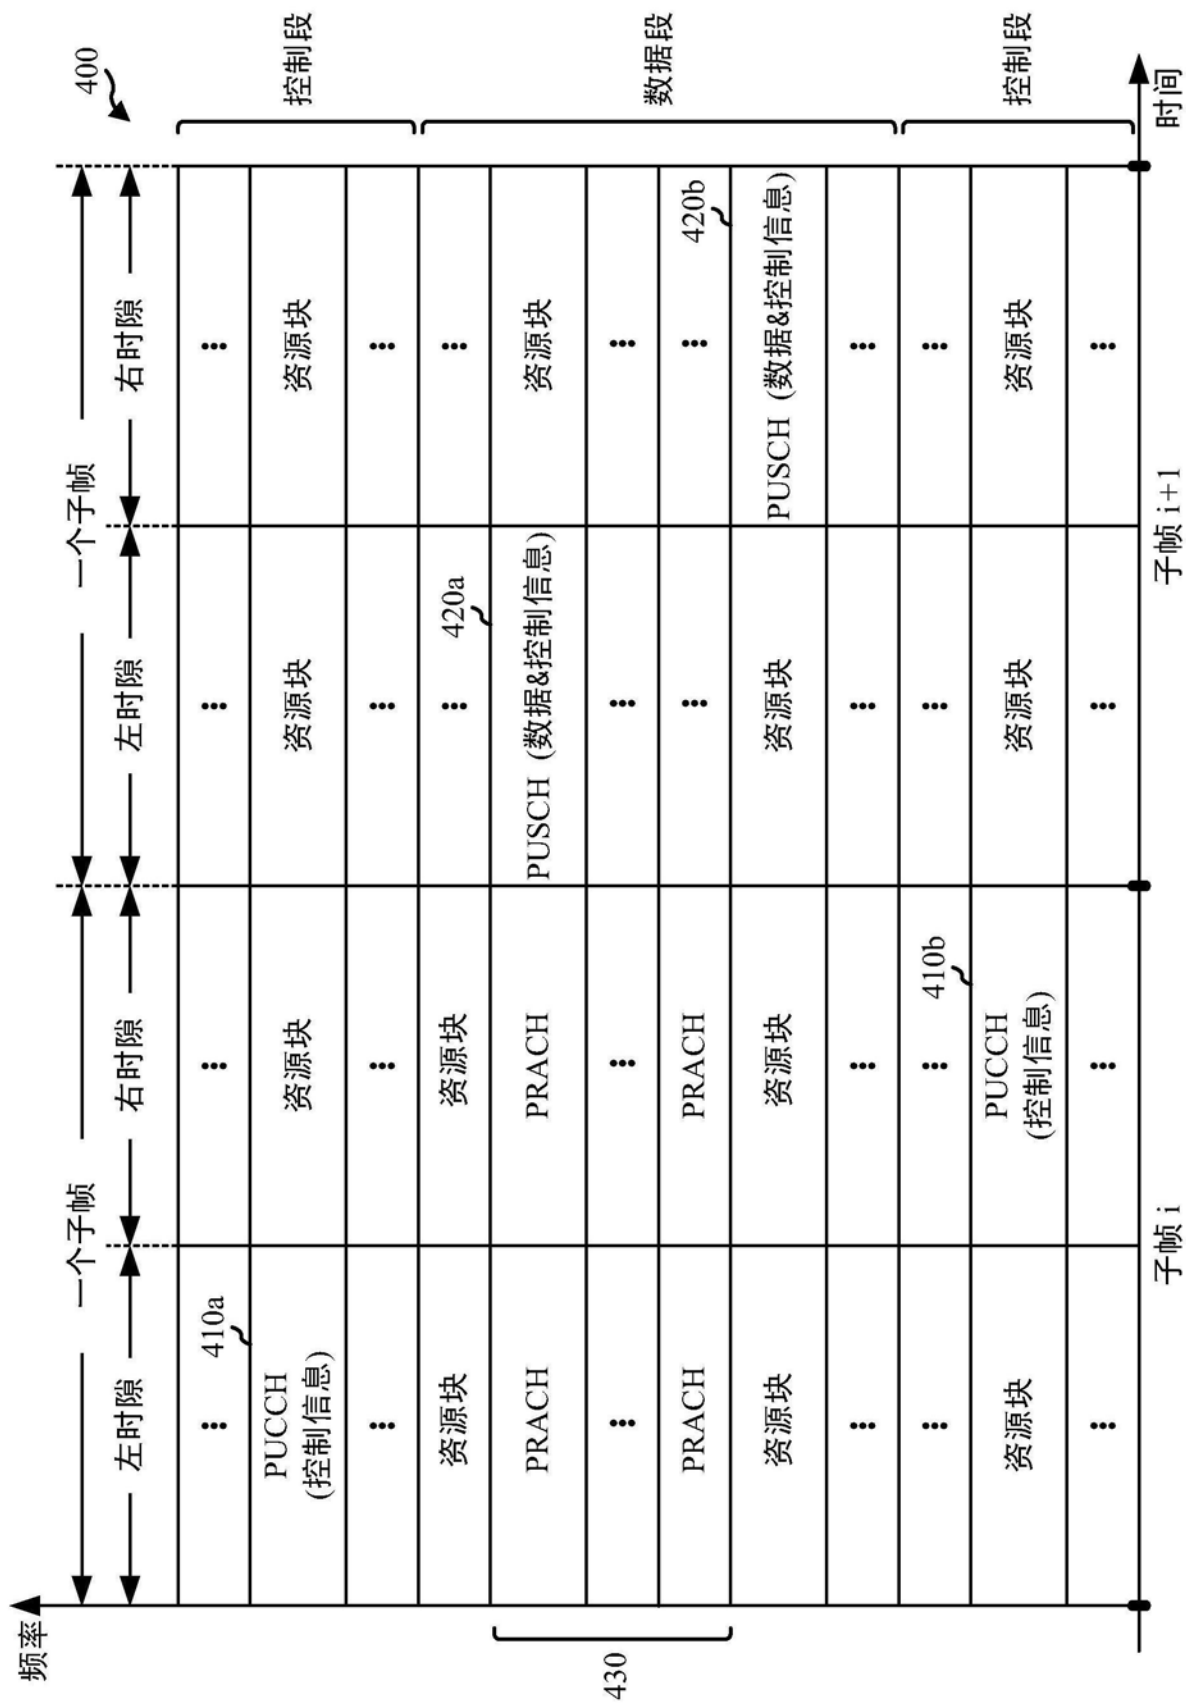 400
频率
一个子帧
一个子帧
左时隙
右时隙
左时隙
右时隙
⋯
⋯
⋯
⋯
控制段
410a
PUCCH
(控制信息)
资源块
资源块
资源块
⋯
⋯
⋯
⋯
资源块
资源块
⋯
⋯
数据段
420a
430
PRACH
PRACH
PUSCH (数据&控制信息)
资源块
⋯
⋯
⋯
⋯
PRACH
PRACH
⋯
⋯
420b
资源块
资源块
资源块
PUSCH (数据&控制信息)
⋯
⋯
⋯
⋯
⋯
⋯
⋯
⋯
控制段
410b
资源块
PUCCH
(控制信息)
资源块
资源块
⋯
⋯
⋯
⋯
时间
子帧 i
子帧 i+1